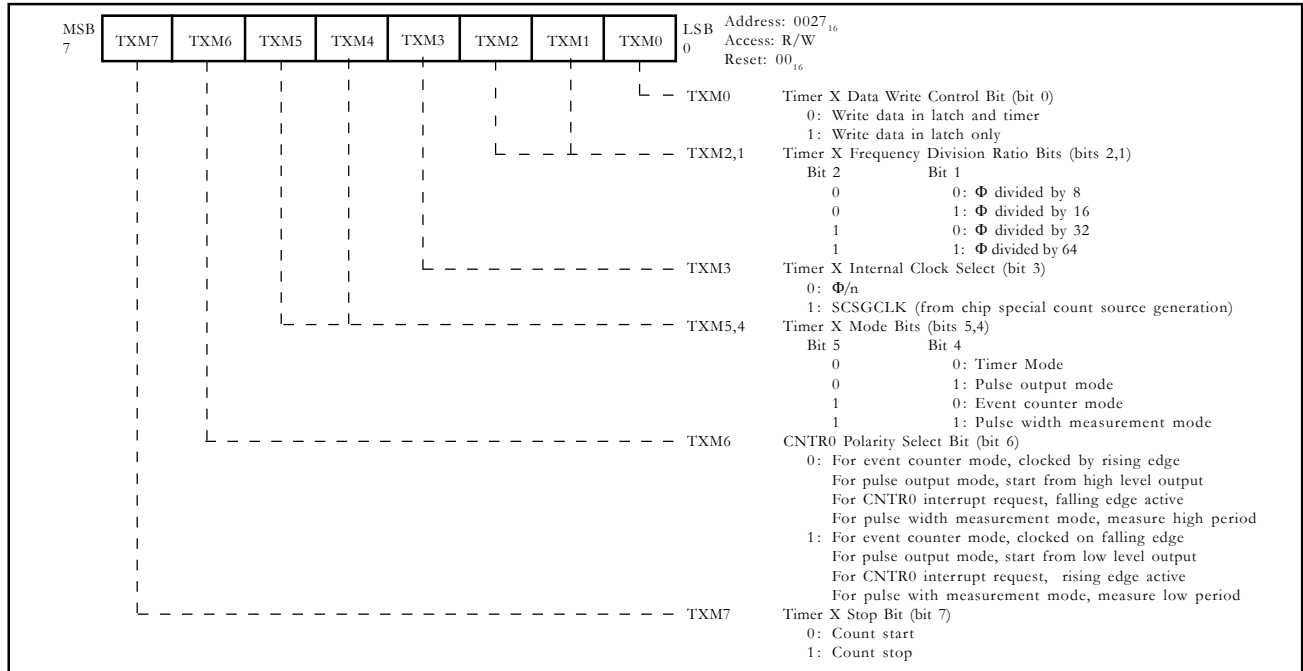 MSB
7
TXM7 TXM6 TXM5 TXM4 TXM3 TXM2 TXM1 TXM0
LSB
0
Address: 0027₁₆
Access: R/W
Reset: 00₁₆
TXM0 Timer X Data Write Control Bit (bit 0)
0: Write data in latch and timer
1: Write data in latch only
TXM2,1 Timer X Frequency Division Ratio Bits (bits 2,1)
Bit 2 Bit 1
0 0: Φ divided by 8
0 1: Φ divided by 16
1 0: Φ divided by 32
1 1: Φ divided by 64
TXM3 Timer X Internal Clock Select (bit 3)
0: Φ/n
1: SCSGCLK (from chip special count source generation)
TXM5,4 Timer X Mode Bits (bits 5,4)
Bit 5 Bit 4
0 0: Timer Mode
0 1: Pulse output mode
1 0: Event counter mode
1 1: Pulse width measurement mode
TXM6 CNTR0 Polarity Select Bit (bit 6)
0: For event counter mode, clocked by rising edge
For pulse output mode, start from high level output
For CNTR0 interrupt request, falling edge active
For pulse width measurement mode, measure high period
1: For event counter mode, clocked on falling edge
For pulse output mode, start from low level output
For CNTR0 interrupt request, rising edge active
For pulse with measurement mode, measure low period
TXM7 Timer X Stop Bit (bit 7)
0: Count start
1: Count stop